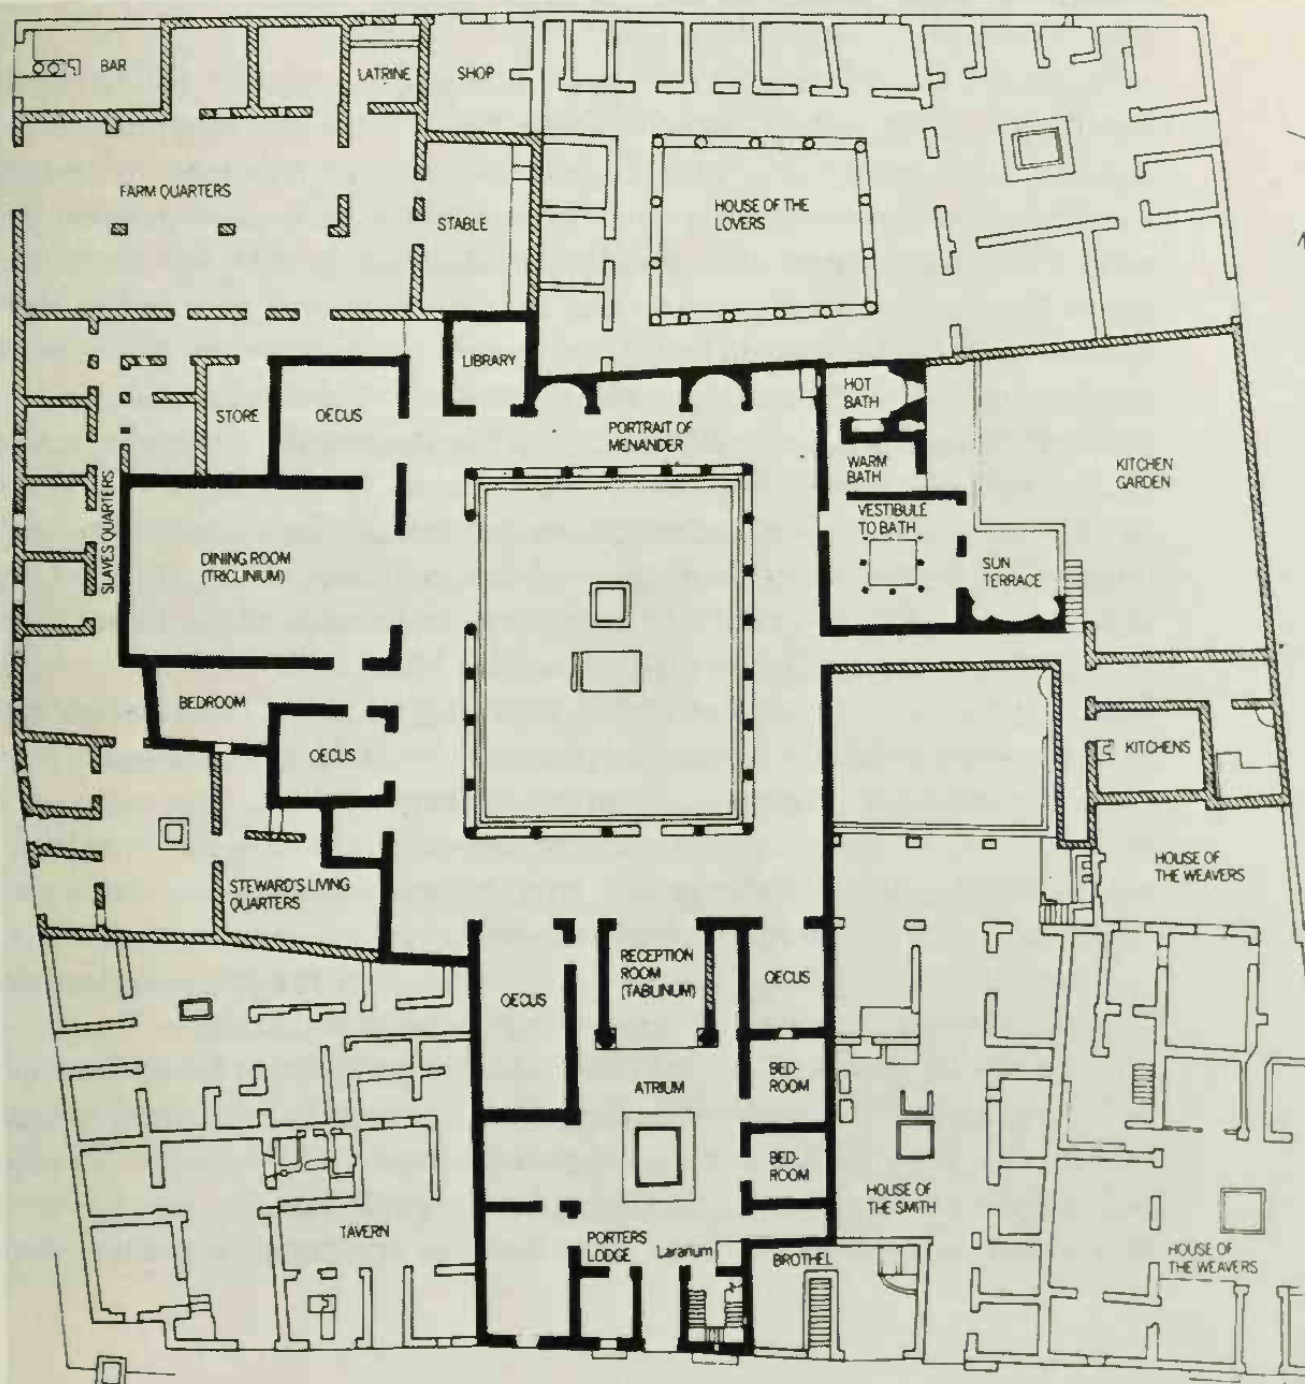 BAR
LATRINE
SHOP
FARM QUARTERS
STABLE
HOUSE OF THE
LOVERS
LIBRARY
STORE
OECUS
PORTRAIT OF
MENANDER
HOT
BATH
WARM
BATH
KITCHEN
GARDEN
VESTIBULE
TO BATH
SLAVES QUARTERS
DINING ROOM
(TRICLINIUM)
SUN
TERRACE
BEDROOM
OECUS
KITCHENS
STEWARD'S LIVING
QUARTERS
HOUSE OF
THE WEAVERS
OECUS
RECEPTION
ROOM
(TABLINUM)
OECUS
ATRIUM
BED-
ROOM
BED-
ROOM
HOUSE OF
THE SMITH
TAVERN
PORTERS
LODGE
Lararium
BROTHEL
HOUSE OF
THE WEAVERS